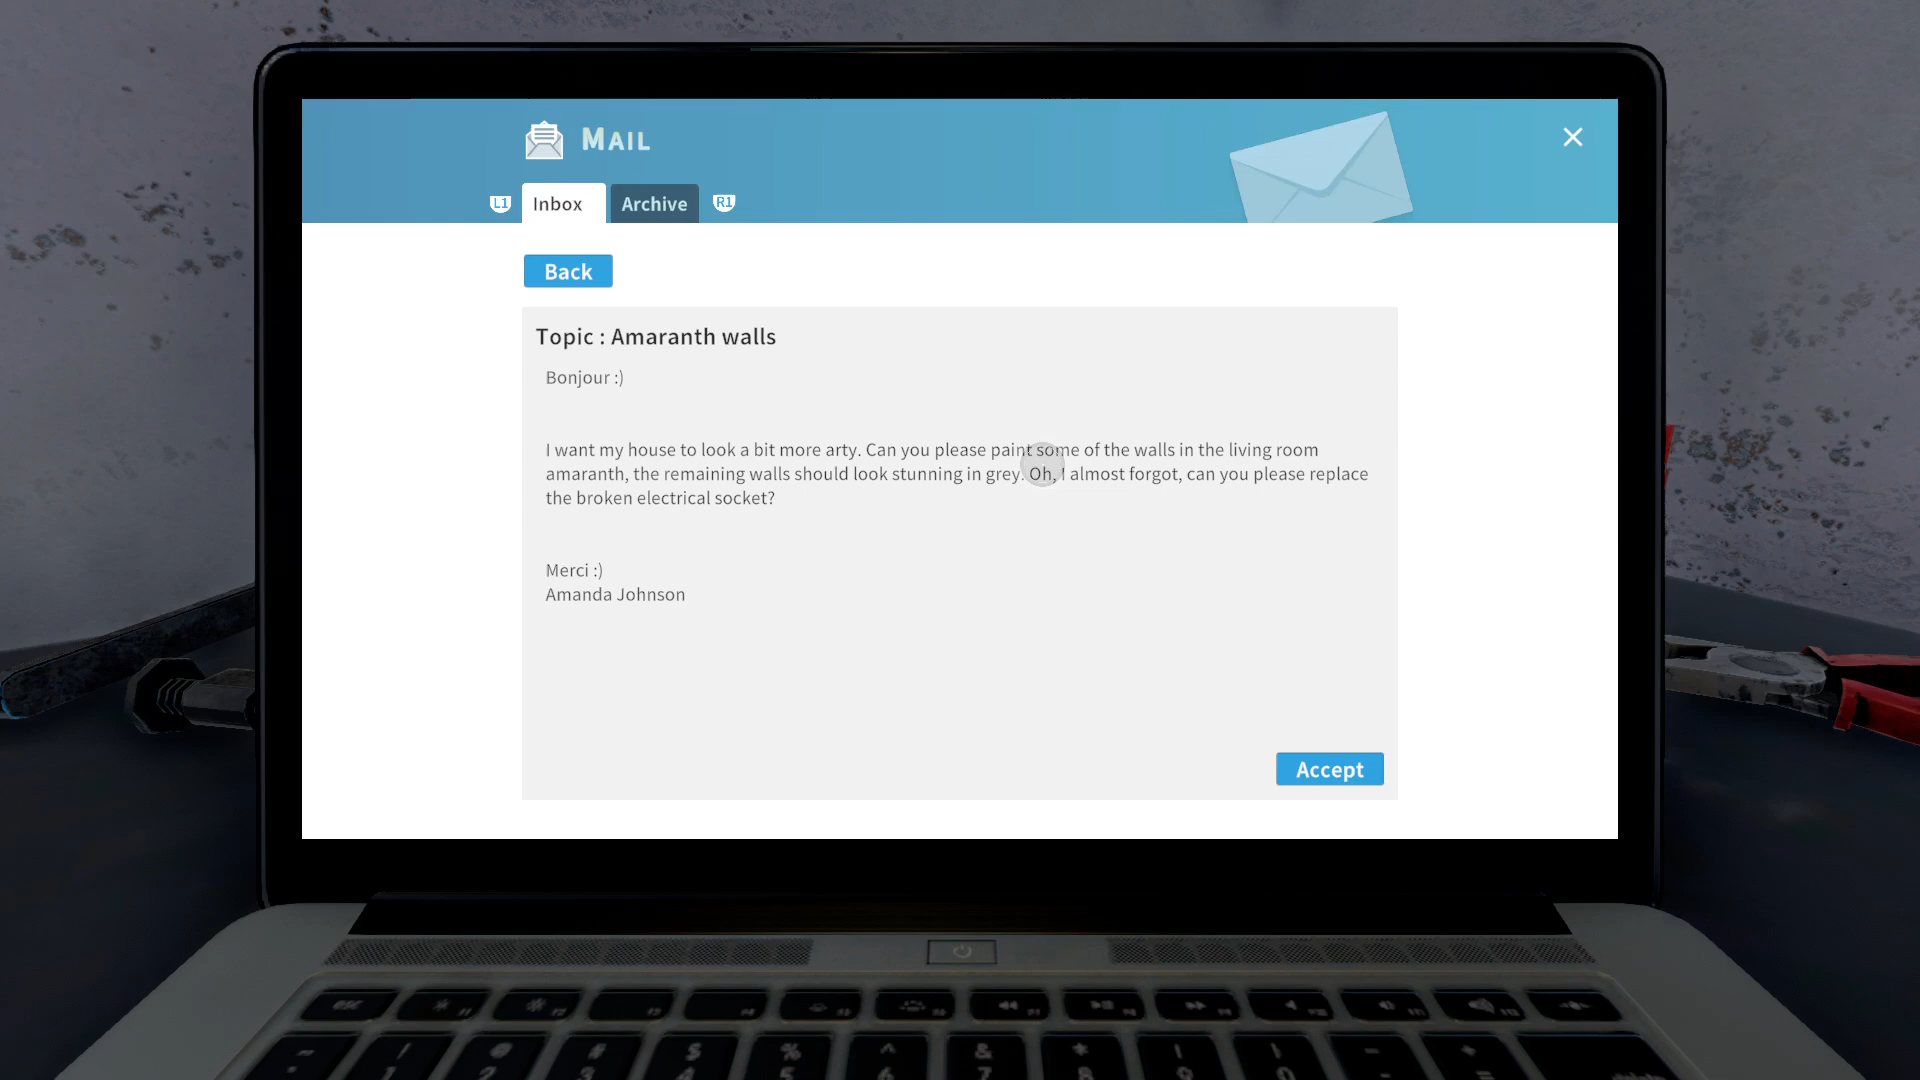 MAIL
L1 Inbox Archive R1
Back
Topic : Amaranth walls
Bonjour :)
I want my house to look a bit more arty. Can you please paint some of the walls in the living room
amaranth, the remaining walls should look stunning in grey. Oh, I almost forgot, can you please replace
the broken electrical socket?
Merci :)
Amanda Johnson
Accept
esc